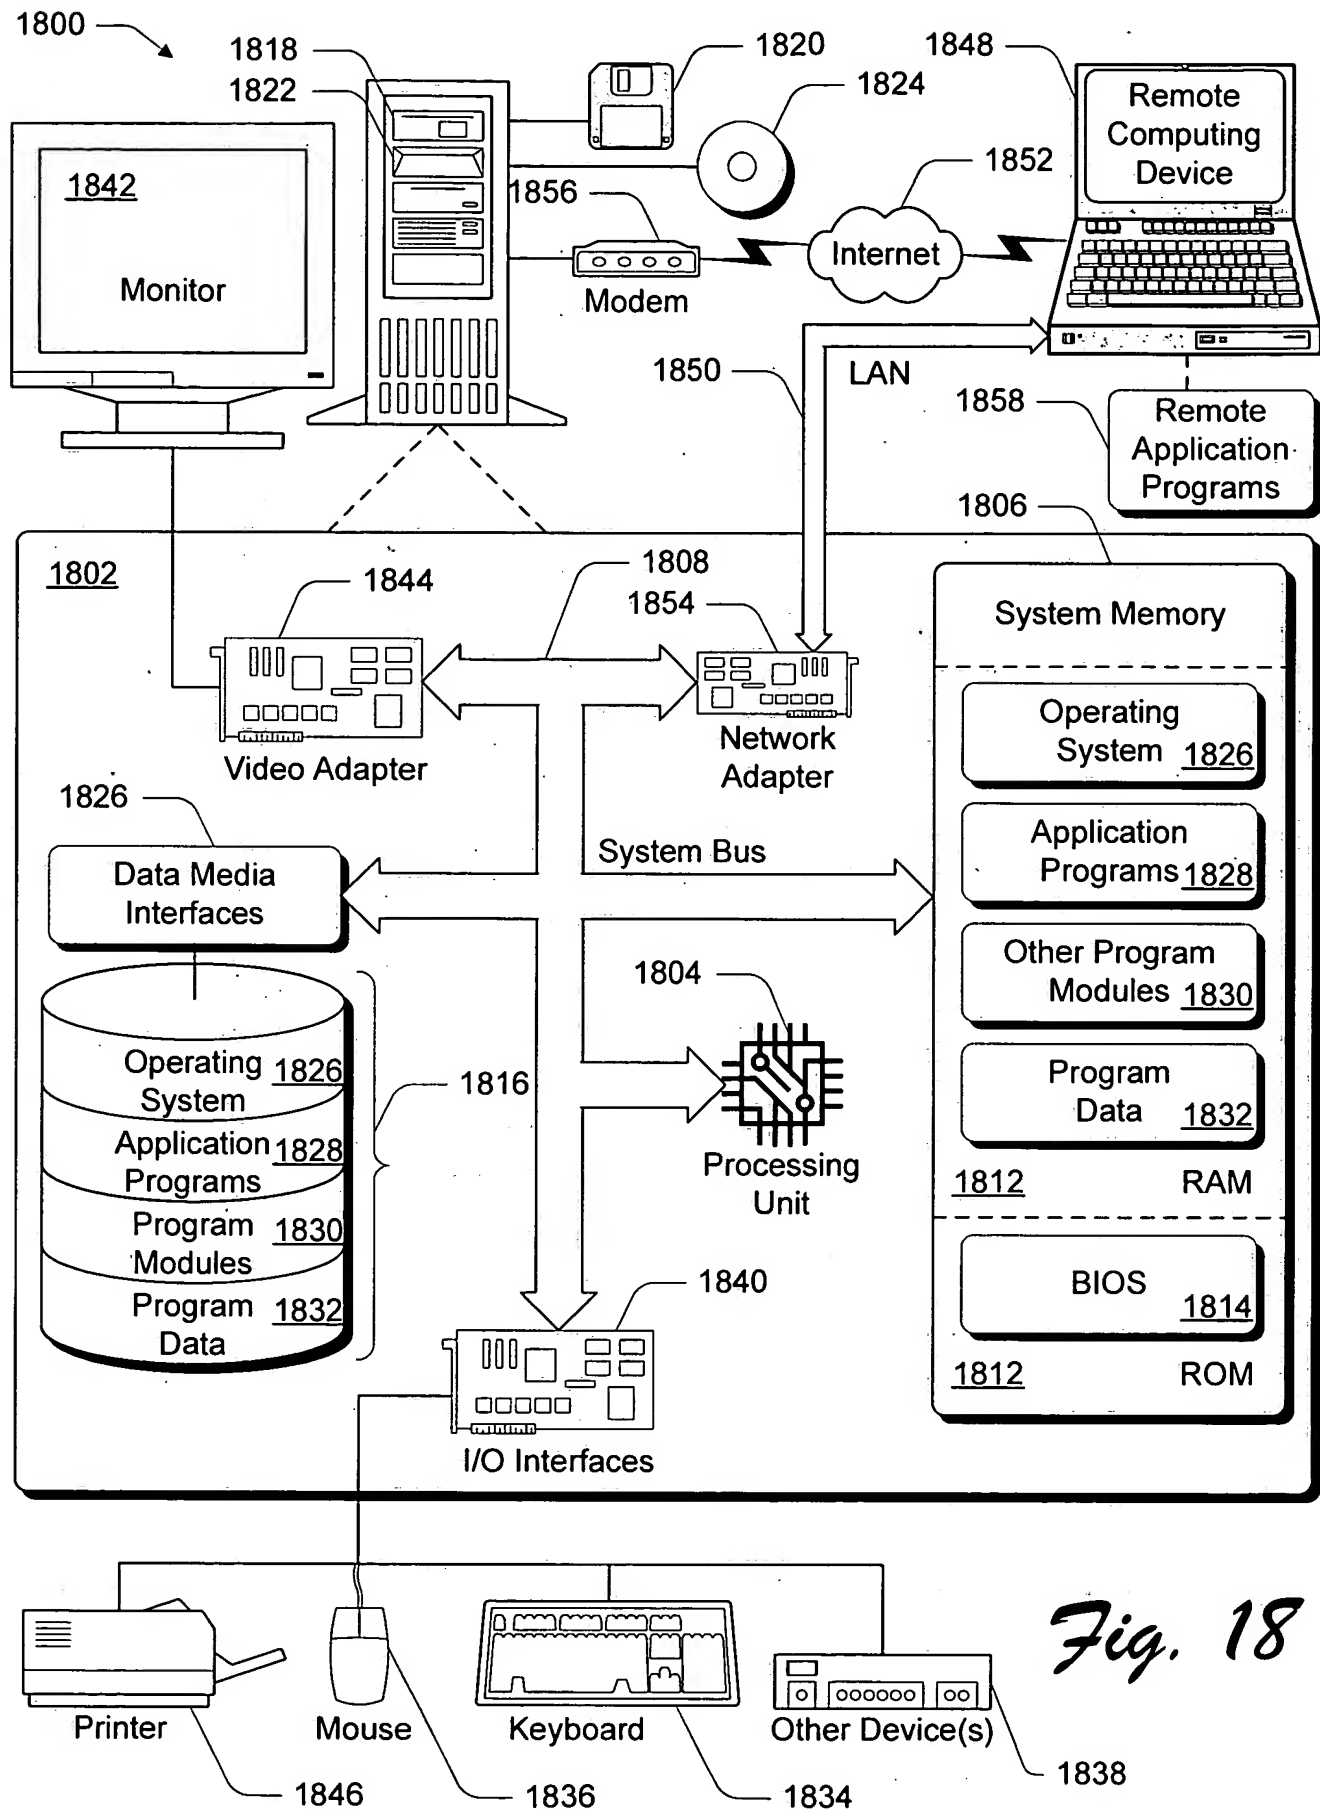 1800
1818
1822
1820
1824
1848
Remote
Computing
Device
1842
Monitor
1856
Modem
1852
Internet
1850
LAN
1858
Remote
Application
Programs
1806
1802
1844
1808
1854
Video Adapter
Network
Adapter
System Memory
Operating
System 1826
Application
Programs 1828
Other Program
Modules 1830
Program
Data 1832
1812 RAM
BIOS
1814
1812 ROM
1826
Data Media
Interfaces
System Bus
1804
Processing
Unit
Operating
System 1826
Application
Programs 1828
Program
Modules 1830
Program
Data 1832
1816
1840
I/O Interfaces
Printer
Mouse
Keyboard
Other Device(s)
1846
1836
1834
1838
Fig. 18